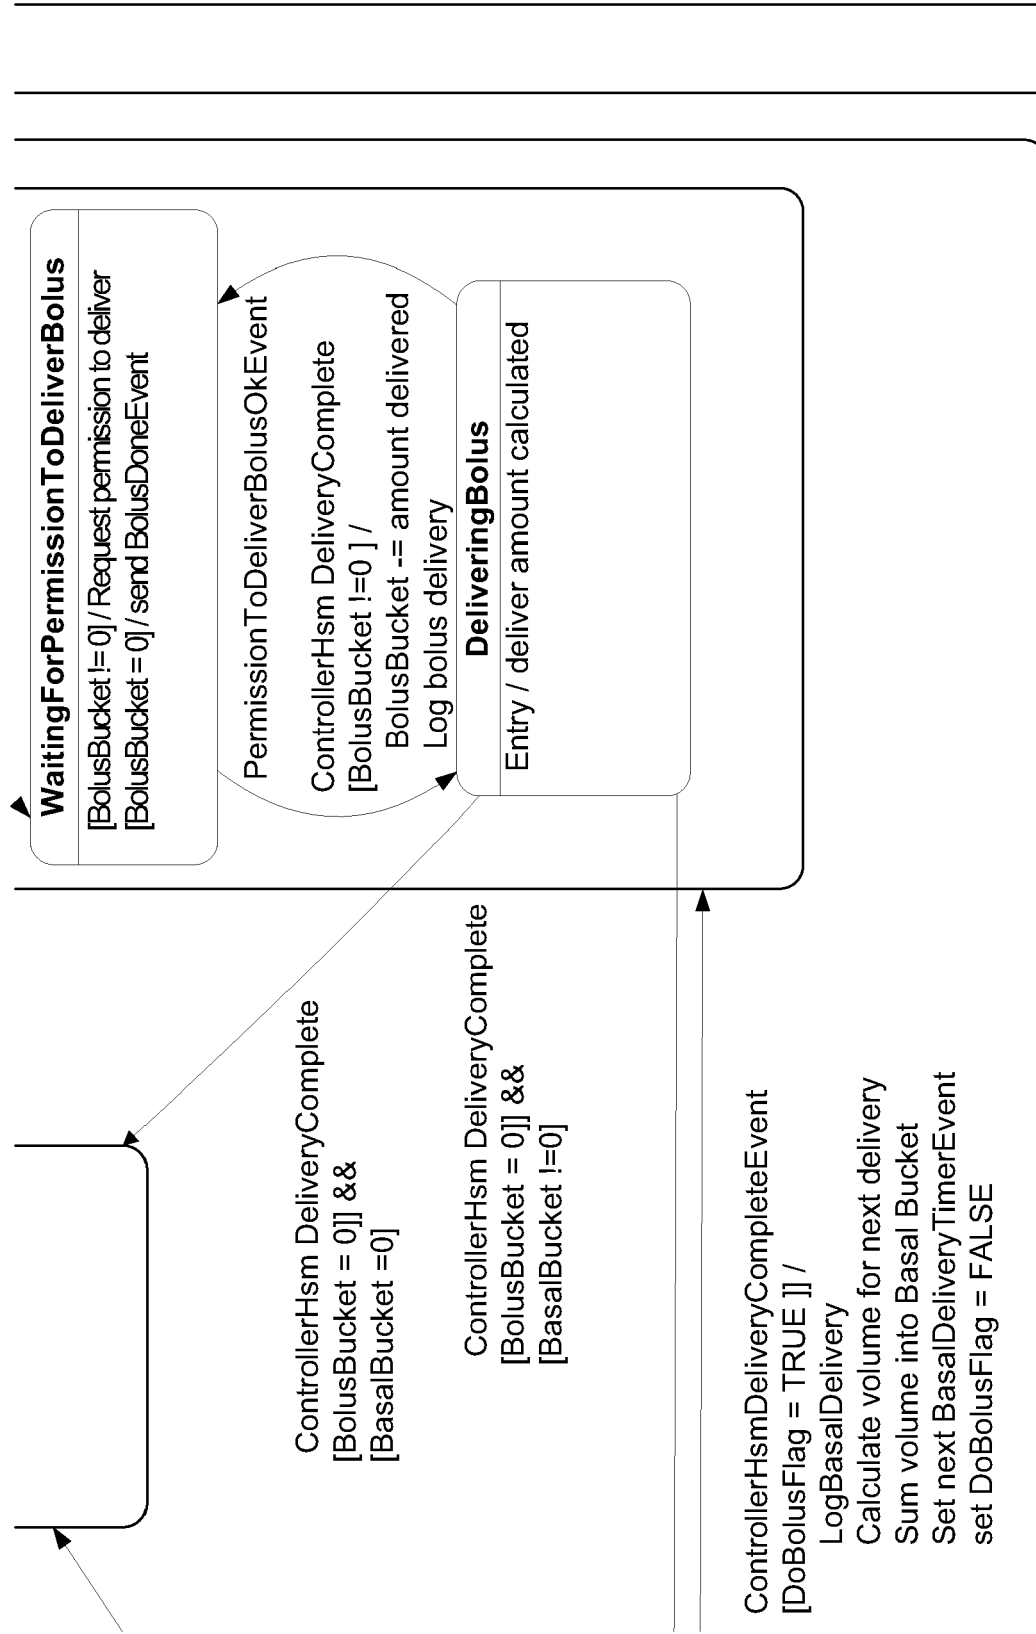 WaitingForPermissionToDeliverBolus
[BolusBucket != 0] / Request permission to deliver
[BolusBucket = 0] / send BolusDoneEvent
PermissionToDeliverBolusOkEvent
ControllerHsm DeliveryComplete
[BolusBucket !=0 ] /
BolusBucket -= amount delivered
Log bolus delivery
DeliveringBolus
Entry / deliver amount calculated
ControllerHsm DeliveryComplete
[BolusBucket = 0]] &&
[BasalBucket =0]
ControllerHsm DeliveryComplete
[BolusBucket = 0]] &&
[BasalBucket !=0]
ControllerHsmDeliveryCompleteEvent
[DoBolusFlag = TRUE ]] /
LogBasalDelivery
Calculate volume for next delivery
Sum volume into Basal Bucket
Set next BasalDeliveryTimerEvent
set DoBolusFlag = FALSE